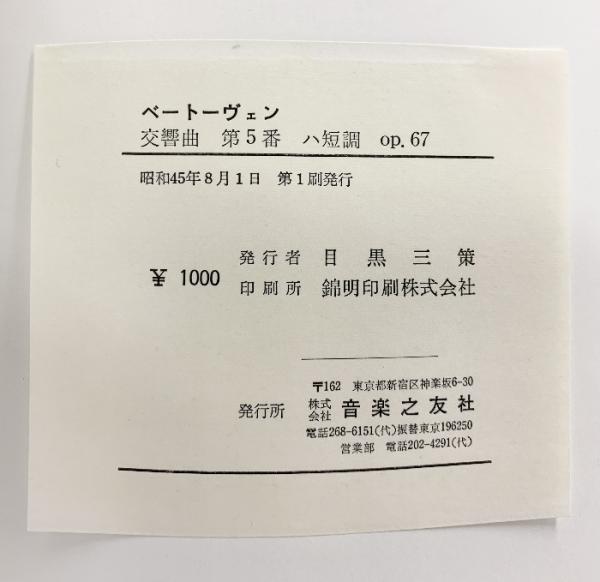 ベートーヴェン
交響曲 第5番 ハ短調 op.67
昭和45年8月1日 第1刷発行
発行者 目黒三策
¥ 1000
印刷所 錦明印刷株式会社
〒162 東京都新宿区神楽坂6-30
発行所 株式会社 音楽之友社
電話268-6151(代)振替東京196250
営業部 電話202-4291(代)